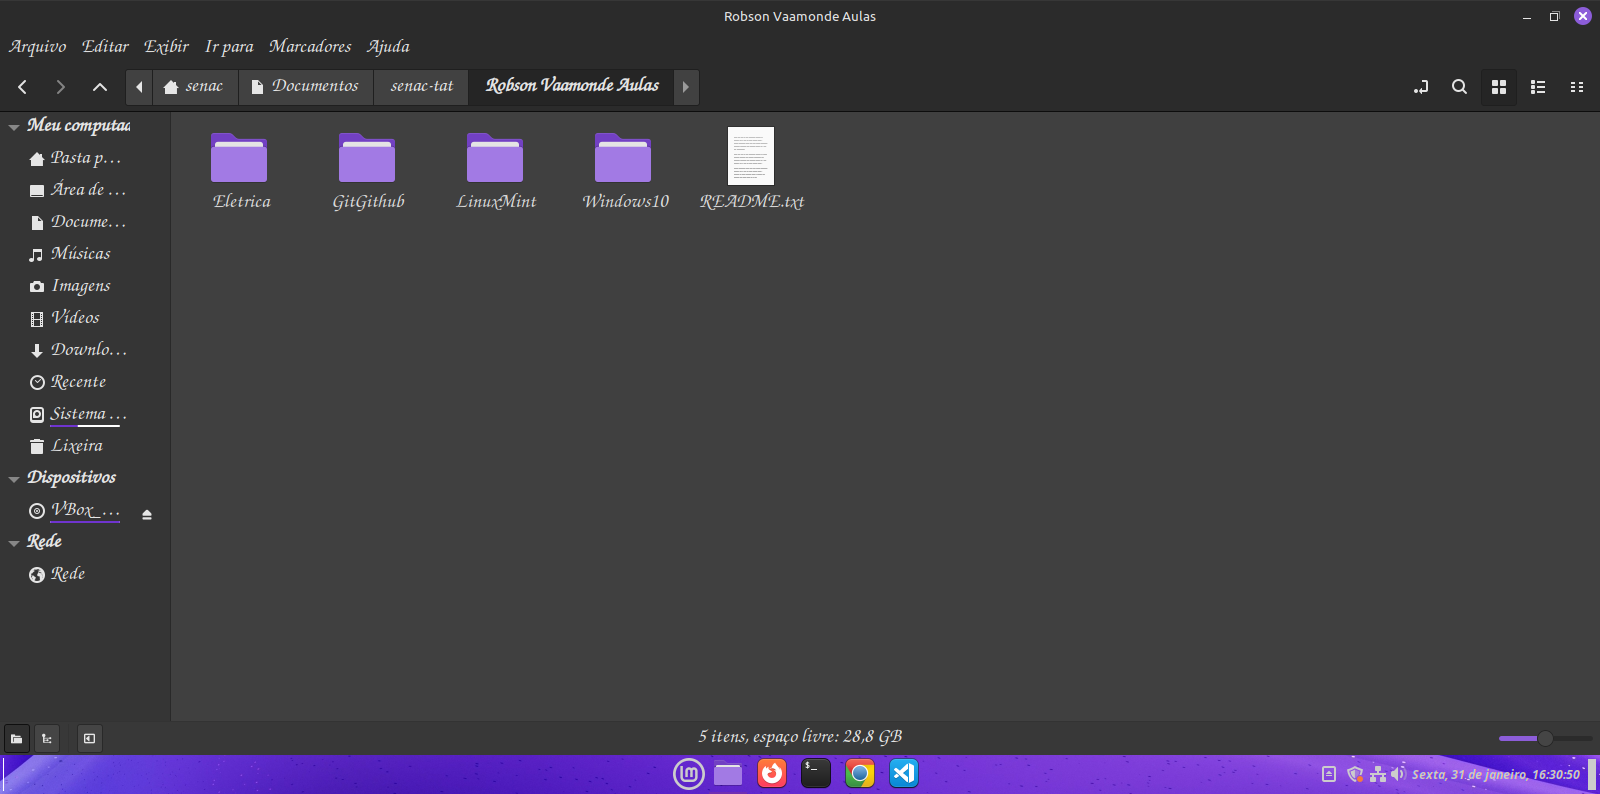 Robson Vaamonde Aulas
Arquivo Editar Exibir Ir para Marcadores Ajuda
senac Documentos senac-tat Robson Vaamonde Aulas
Meu computad
Pasta p...
Área de ...
Docume...
Músicas
Imagens
Vídeos
Downlo...
Recente
Sistema ...
Lixeira
Dispositivos
VBox_...
Rede
Rede
Eletrica GitGithub LinuxMint Windows10 README.txt
5 itens, espaço livre: 28,8 GB
$_
Sexta, 31 de janeiro, 16:30:50